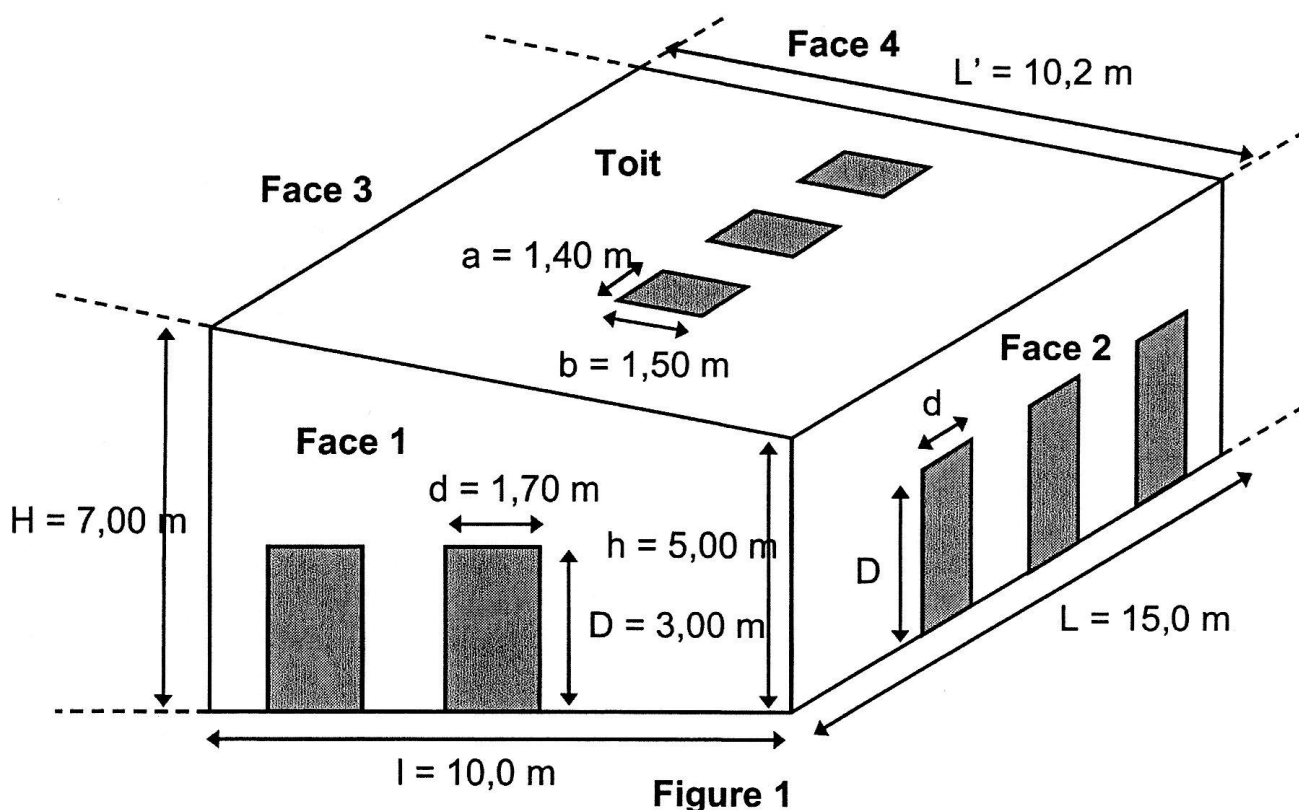 Face 4
L' = 10,2 m
Toit
Face 3
a = 1,40 m
b = 1,50 m
Face 2
d
Face 1
d = 1,70 m
H = 7,00 m
h = 5,00 m
D
D = 3,00 m
L = 15,0 m
l = 10,0 m
Figure 1